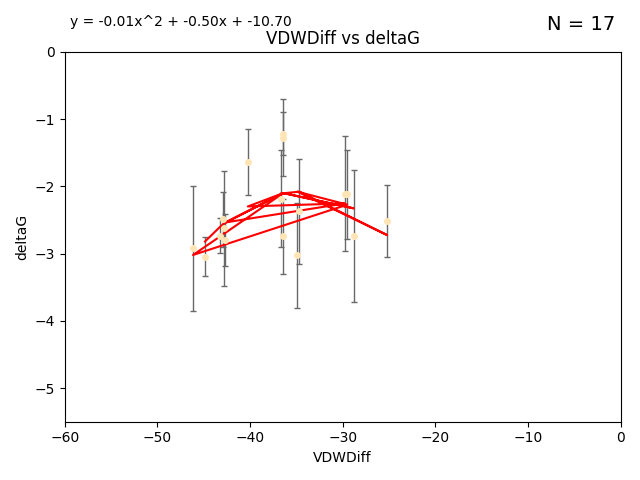 y = -0.01x^2 + -0.50x + -10.70
N = 17
VDWDiff vs deltaG
0
−1
−2
−3
−4
−5
deltaG
−60 −50 −40 −30 −20 −10 0
VDWDiff